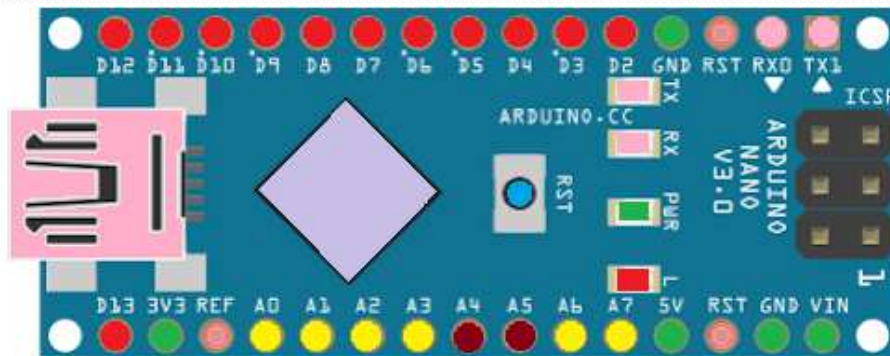 D12 D11 D10 D9 D8 D7 D6 D5 D4 D3 D2 GND RST RX0 TX1
TX
ICSP
ARDUINO.CC
RX
ARDUINO
NANO
V3.0
RST
PWR
L
1
D13 3V3 REF A0 A1 A2 A3 A4 A5 A6 A7 5V RST GND VIN